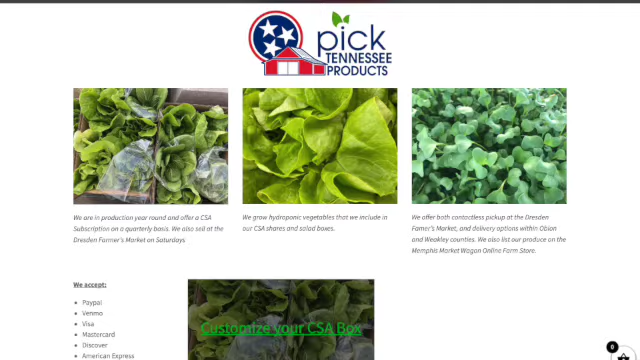 pick
TENNESSEE
PRODUCTS
We are in production year round and offer a CSA
Subscription on a quarterly basis. We also sell at the
Dresden Farmer's Market on Saturdays
We grow hydroponic vegetables that we include in
our CSA shares and salad boxes.
We offer both contactless pickup at the Dresden
Famer's Market, and delivery options within Obion
and Weakley counties. We also list our produce on the
Memphis Market Wagon Online Farm Store.
We accept:
Paypal
Venmo
Visa
Mastercard
Discover
American Express
Customize your CSA Box
0